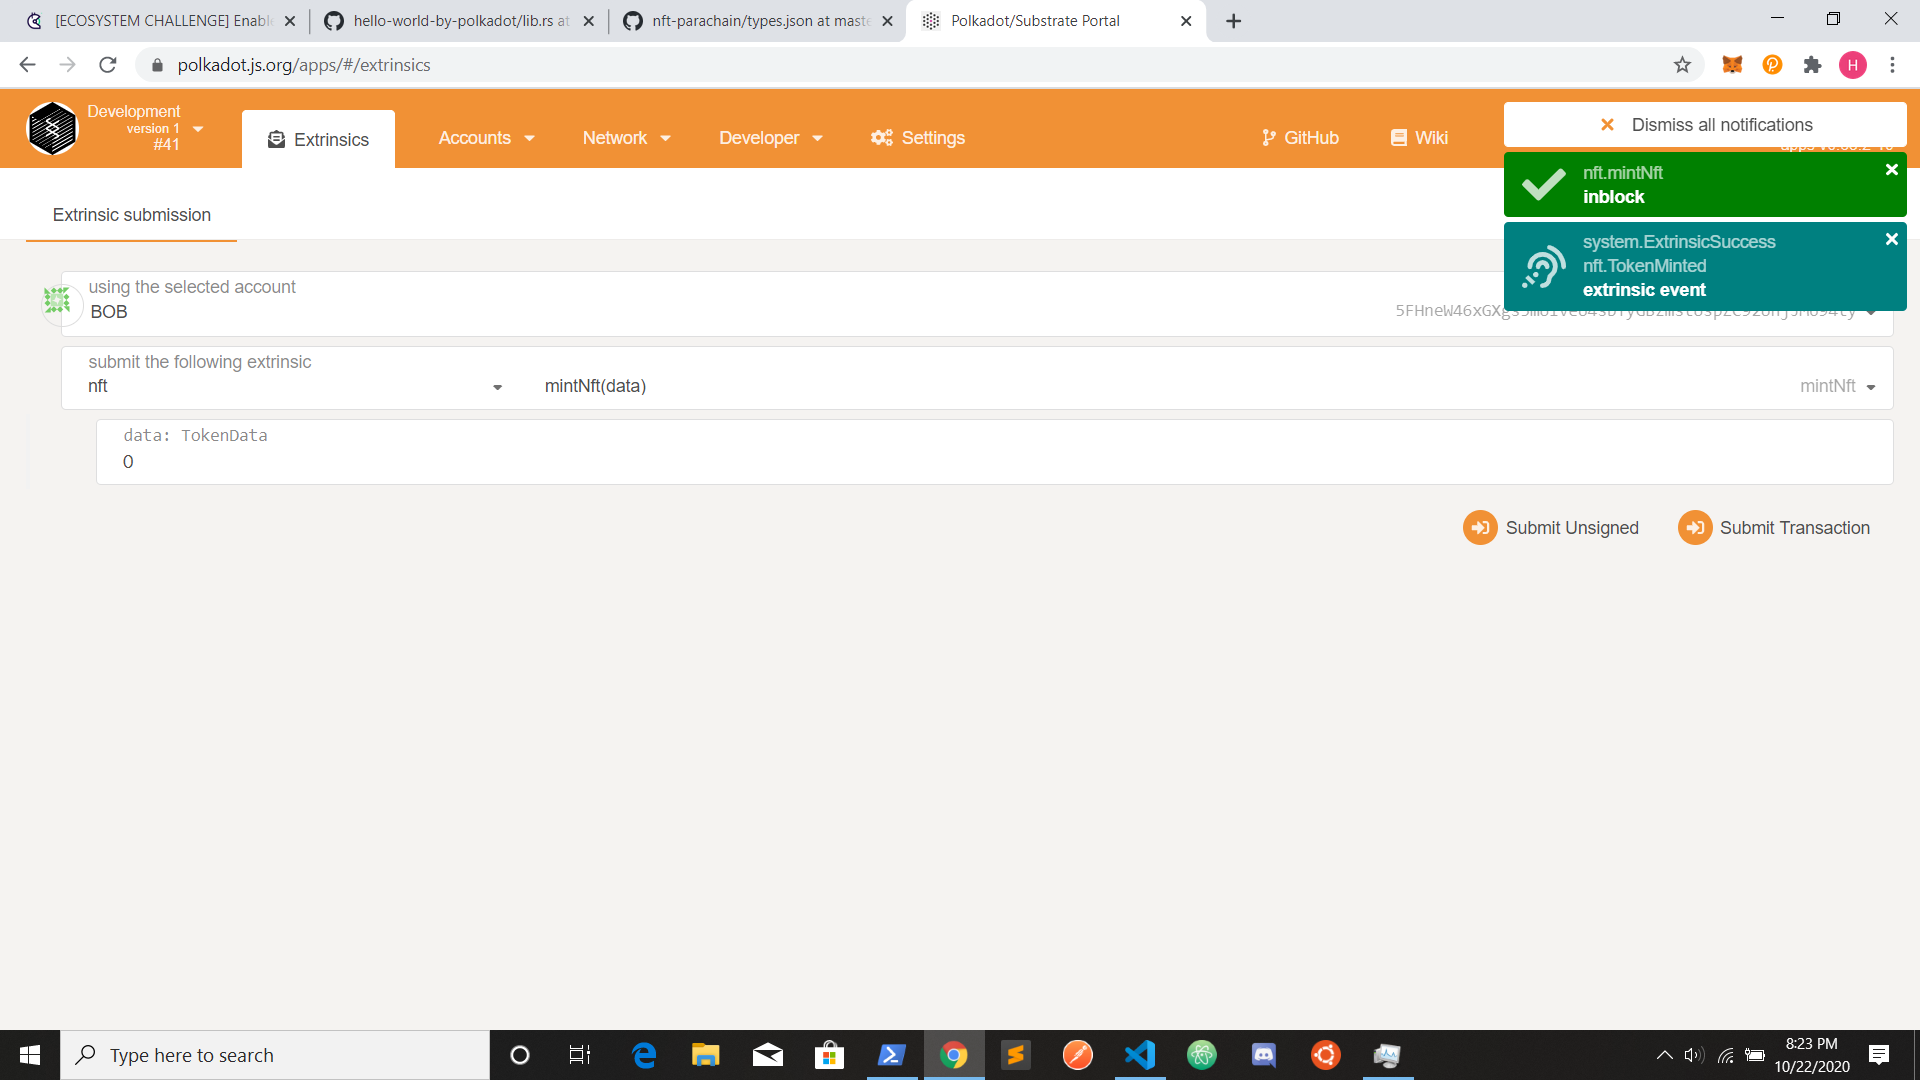 [ECOSYSTEM CHALLENGE] Enable
hello-world-by-polkadot/lib.rs at
nft-parachain/types.json at maste
Polkadot/Substrate Portal
polkadot.js.org/apps/#/extrinsics
H
Development
version 1
#41
Extrinsics
Accounts
Network
Developer
Settings
GitHub
Wiki
Dismiss all notifications
nft.mintNft
inblock
system.ExtrinsicSuccess
nft.TokenMinted
extrinsic event
Extrinsic submission
using the selected account
BOB
submit the following extrinsic
nft
mintNft(data)
mintNft
data: TokenData
0
Submit Unsigned
Submit Transaction
Type here to search
8:23 PM
10/22/2020